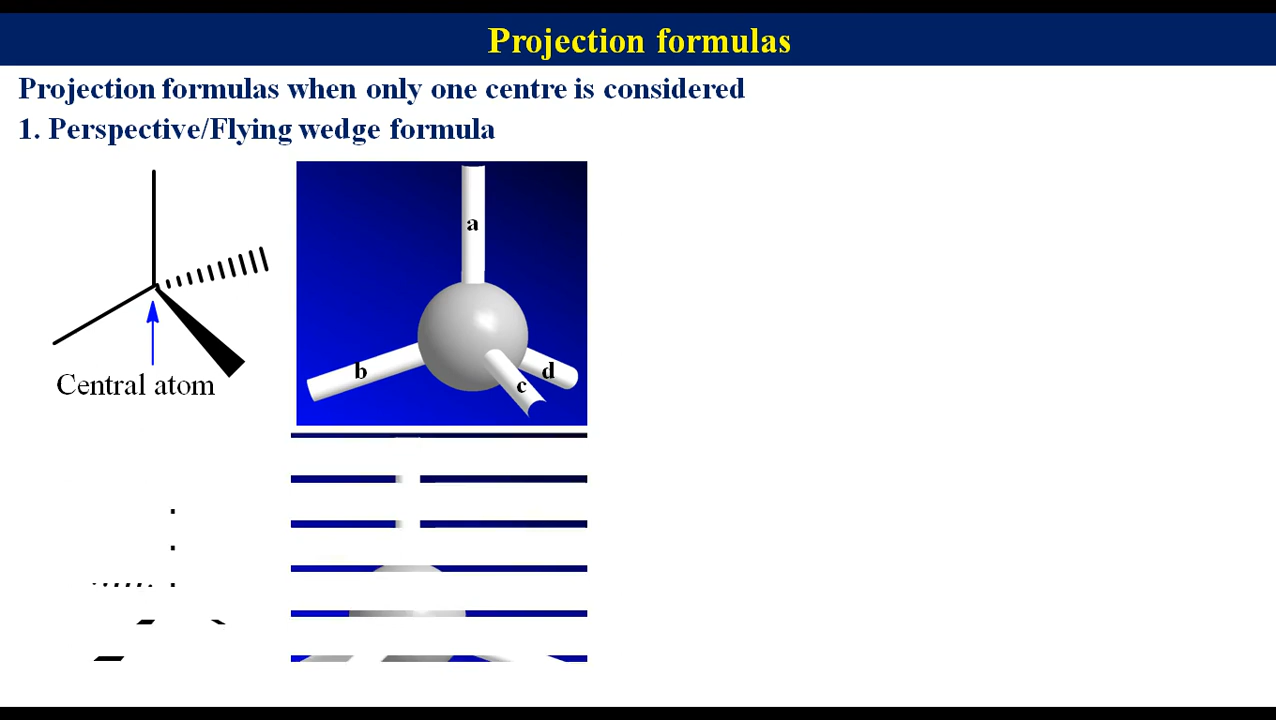 Projection formulas
Projection formulas when only one centre is considered
1. Perspective/Flying wedge formula
a
b
d
c
Central atom